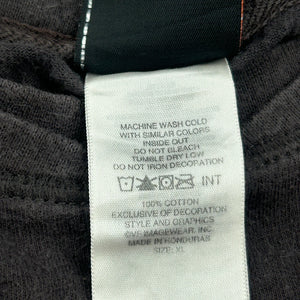 MACHINE WASH COLD
WITH SIMILAR COLORS
INSIDE OUT
DO NOT BLEACH
TUMBLE DRY LOW
DO NOT IRON DECORATION
INT
100% COTTON
EXCLUSIVE OF DECORATION
STYLE AND GRAPHICS
©VF IMAGEWEAR, INC
MADE IN HONDURAS
SIZE: XL